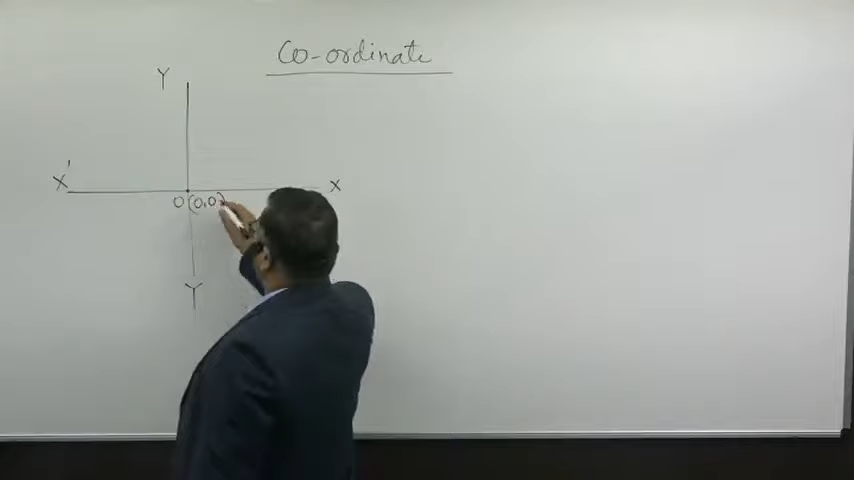 Co-ordinate
Y
X'
X
O(0,0)
Y